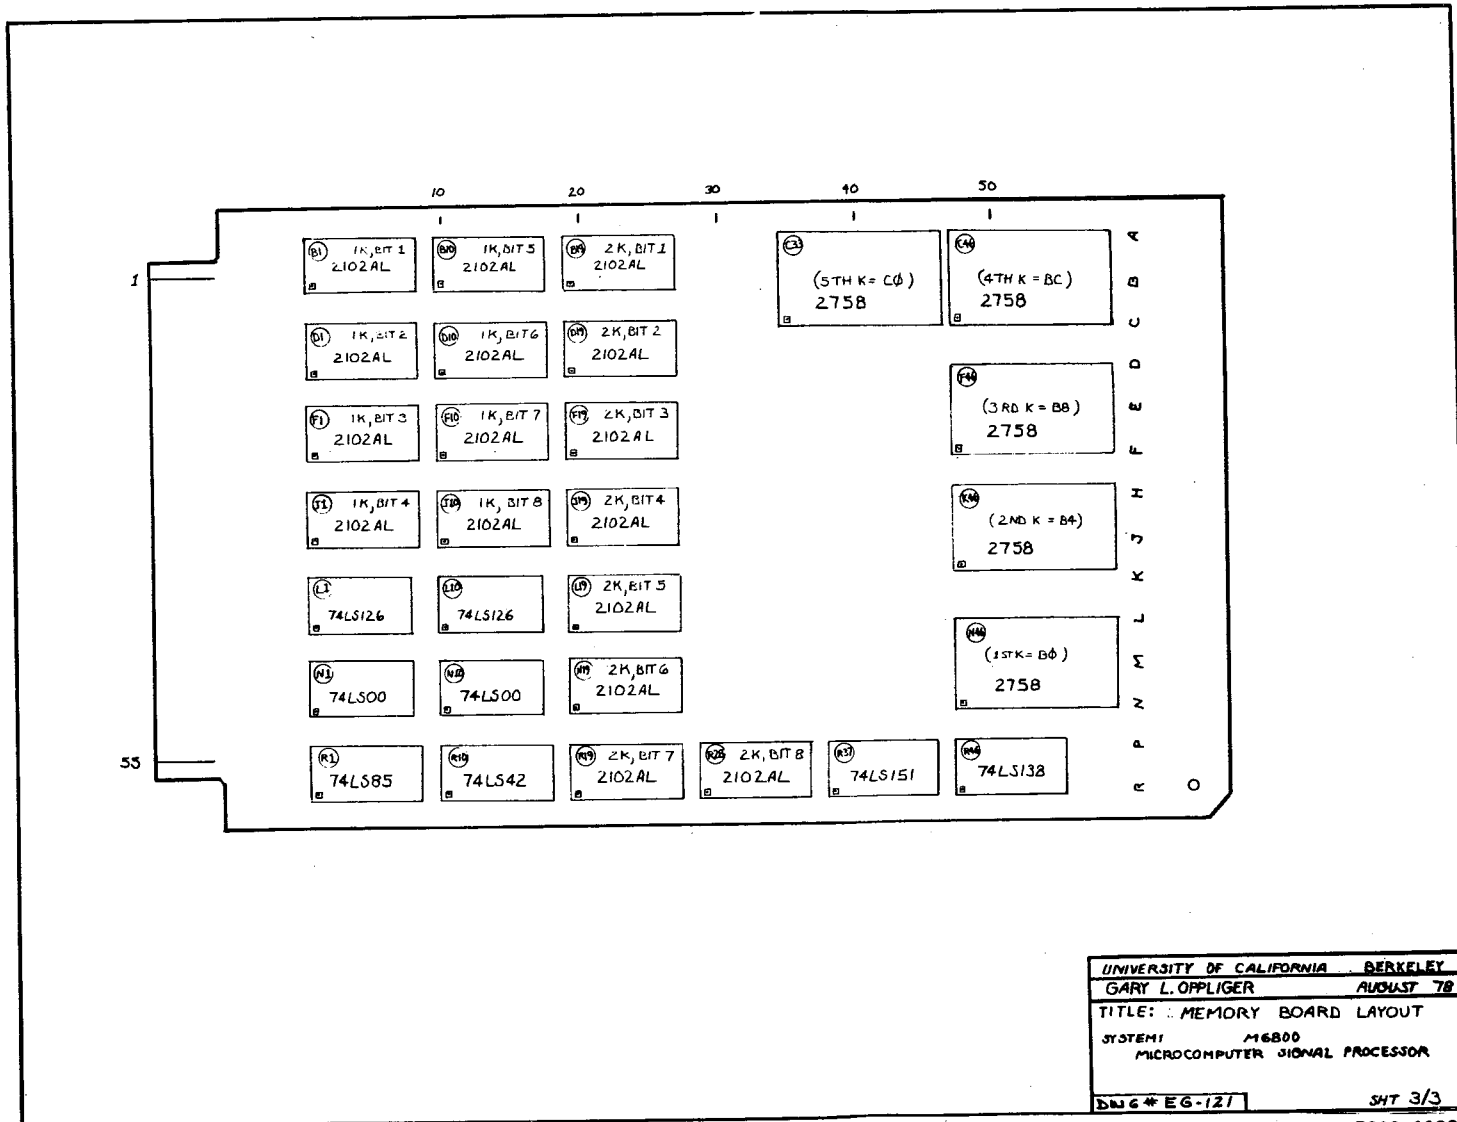 10 20 30 40 50
1
55
A
B
C
D
E
F
H
J
K
L
M
N
P
R
B1 1K, BIT 1
2102AL
B10 1K, BIT 5
2102AL
B19 2K, BIT 1
2102AL
C33
(5TH K = CØ)
2758
C46
(4TH K = BC)
2758
D1 1K, BIT 2
2102AL
D10 1K, BIT 6
2102AL
D19 2K, BIT 2
2102AL
F46
(3RD K = B8)
2758
F1 1K, BIT 3
2102AL
F10 1K, BIT 7
2102AL
F19 2K, BIT 3
2102AL
J1 1K, BIT 4
2102AL
J10 1K, BIT 8
2102AL
J19 2K, BIT 4
2102AL
K46
(2ND K = B4)
2758
L1
74LS126
L10
74LS126
L19 2K, BIT 5
2102AL
N46
(1ST K = BØ)
2758
N1
74LS00
N10
74LS00
N19 2K, BIT 6
2102AL
R1
74LS85
R10
74LS42
R19 2K, BIT 7
2102AL
R28 2K, BIT 8
2102AL
R37
74LS151
R46
74LS138
UNIVERSITY OF CALIFORNIA BERKELEY
GARY L. OPPLIGER AUGUST 78
TITLE: MEMORY BOARD LAYOUT
SYSTEM: M6800
MICROCOMPUTER SIGNAL PROCESSOR
DWG # EG-121 SHT 3/3